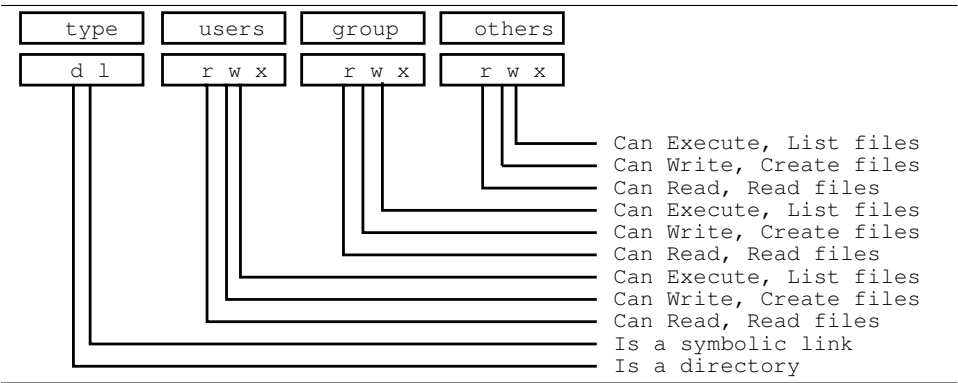 type users group others
d l r w x r w x r w x
Can Execute, List files
Can Write, Create files
Can Read, Read files
Can Execute, List files
Can Write, Create files
Can Read, Read files
Can Execute, List files
Can Write, Create files
Can Read, Read files
Is a symbolic link
Is a directory